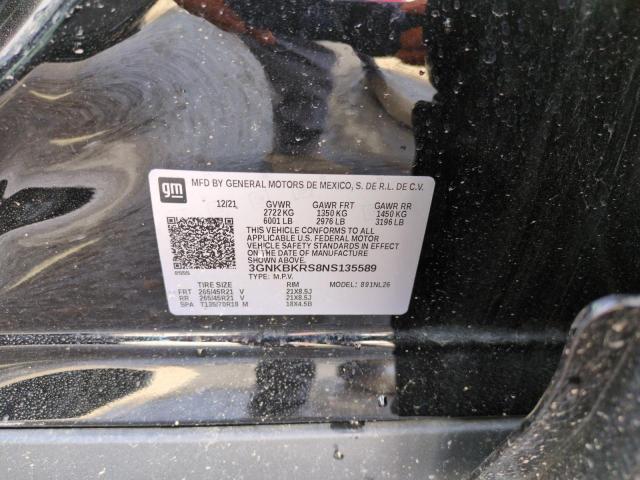 gm
MFD BY GENERAL MOTORS DE MEXICO, S. DE R.L. DE C.V.
12/21 GVWR GAWR FRT GAWR RR
2722 KG 1350 KG 1450 KG
6001 LB 2976 LB 3196 LB
THIS VEHICLE CONFORMS TO ALL
APPLICABLE U.S. FEDERAL MOTOR
VEHICLE SAFETY STANDARDS IN EFFECT
ON THE DATE OF MANUFACTURE
SHOWN ABOVE.
3GNKBKRS8NS135589
TYPE: M.P.V. MODEL: 891NL26
TIRE SIZE RIM
FRT 265/45R21 V 21X8.5J
RR 265/45R21 V 21X8.5J
SPA T135/70R18 M 18X4.5B